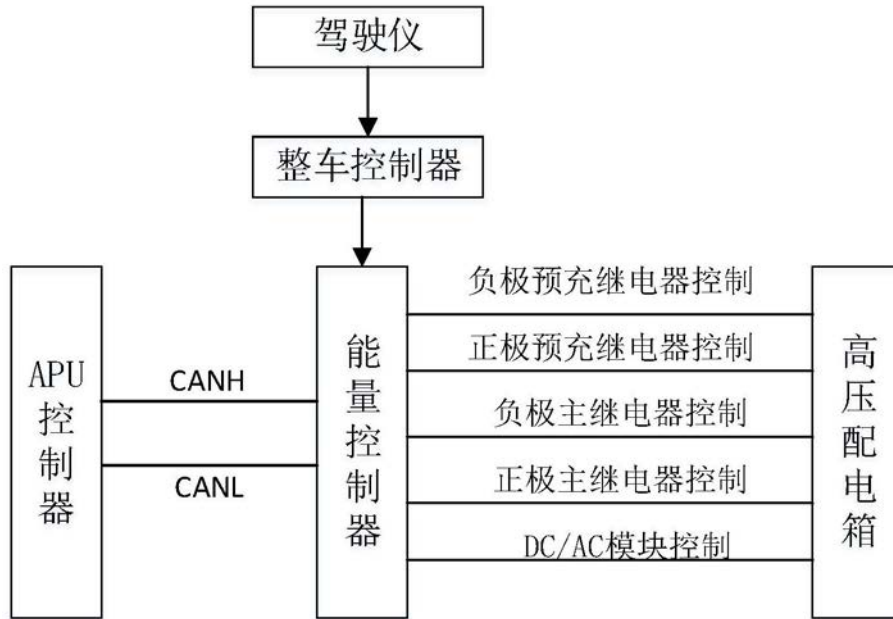 驾驶仪
整车控制器
APU控制器
CANH
CANL
能量控制器
负极预充继电器控制
正极预充继电器控制
负极主继电器控制
正极主继电器控制
DC/AC模块控制
高压配电箱